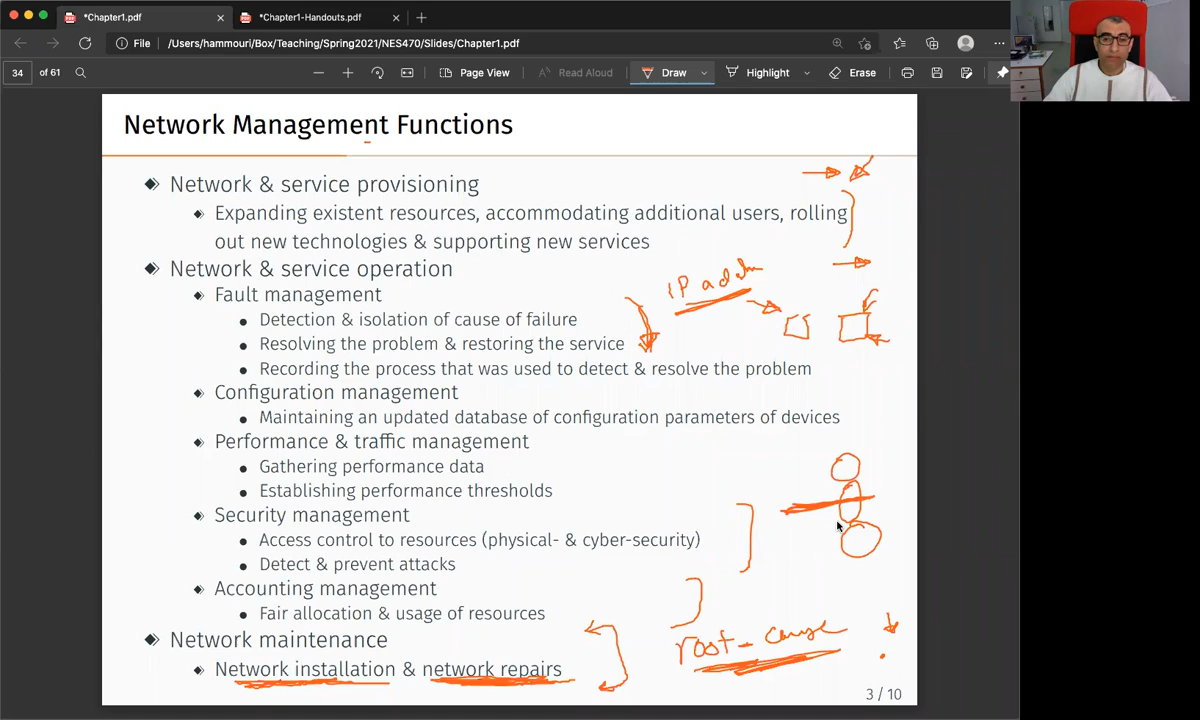 *Chapter1.pdf
*Chapter1-Handouts.pdf
File /Users/hammouri/Box/Teaching/Spring2021/NES470/Slides/Chapter1.pdf
34 of 61
Page View
Read Aloud
Draw
Highlight
Erase
Network Management Functions
Network & service provisioning
Expanding existent resources, accommodating additional users, rolling
out new technologies & supporting new services
Network & service operation
IP adm
Fault management
Detection & isolation of cause of failure
Resolving the problem & restoring the service
Recording the process that was used to detect & resolve the problem
Configuration management
Maintaining an updated database of configuration parameters of devices
Performance & traffic management
Gathering performance data
Establishing performance thresholds
Security management
Access control to resources (physical- & cyber-security)
Detect & prevent attacks
Accounting management
Fair allocation & usage of resources
Network maintenance
root-cause
Network installation & network repairs
3 / 10